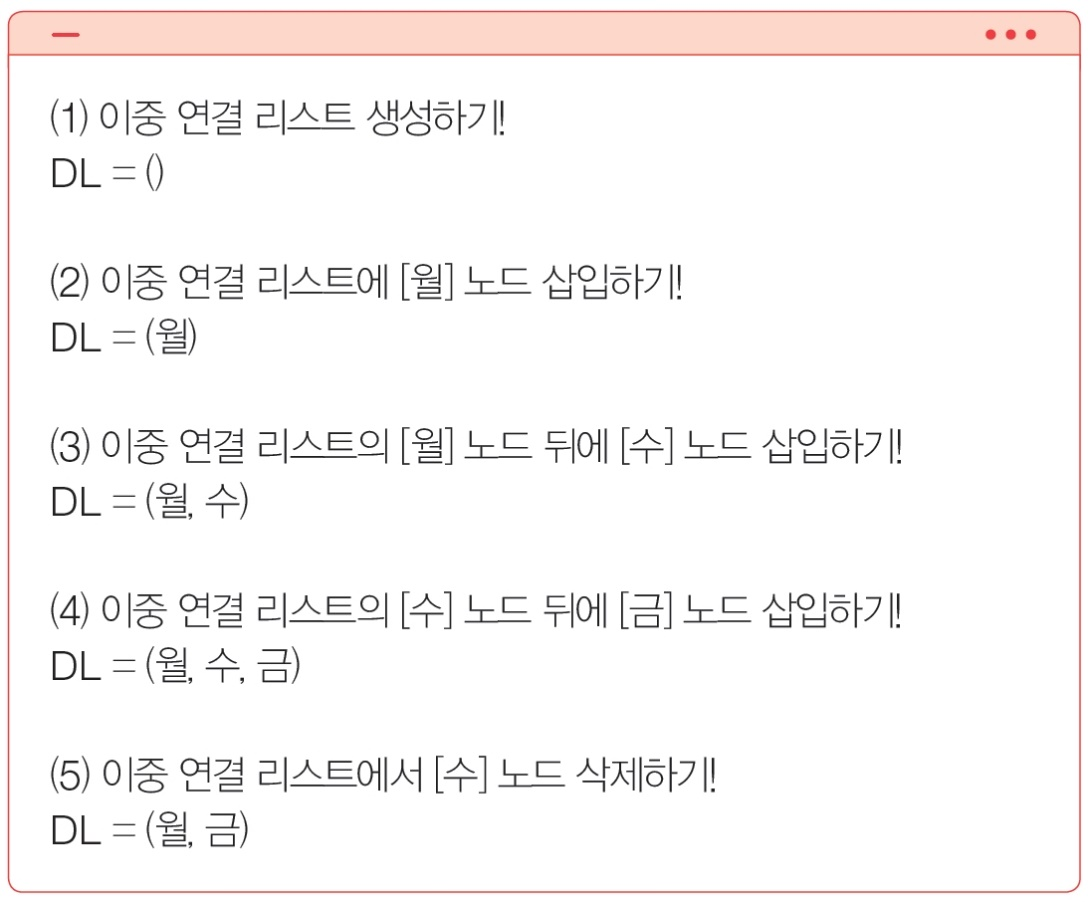 (1) 이중 연결 리스트 생성하기!
DL = ()
(2) 이중 연결 리스트에 [월] 노드 삽입하기!
DL = (월)
(3) 이중 연결 리스트의 [월] 노드 뒤에 [수] 노드 삽입하기!
DL = (월, 수)
(4) 이중 연결 리스트의 [수] 노드 뒤에 [금] 노드 삽입하기!
DL = (월, 수, 금)
(5) 이중 연결 리스트에서 [수] 노드 삭제하기!
DL = (월, 금)